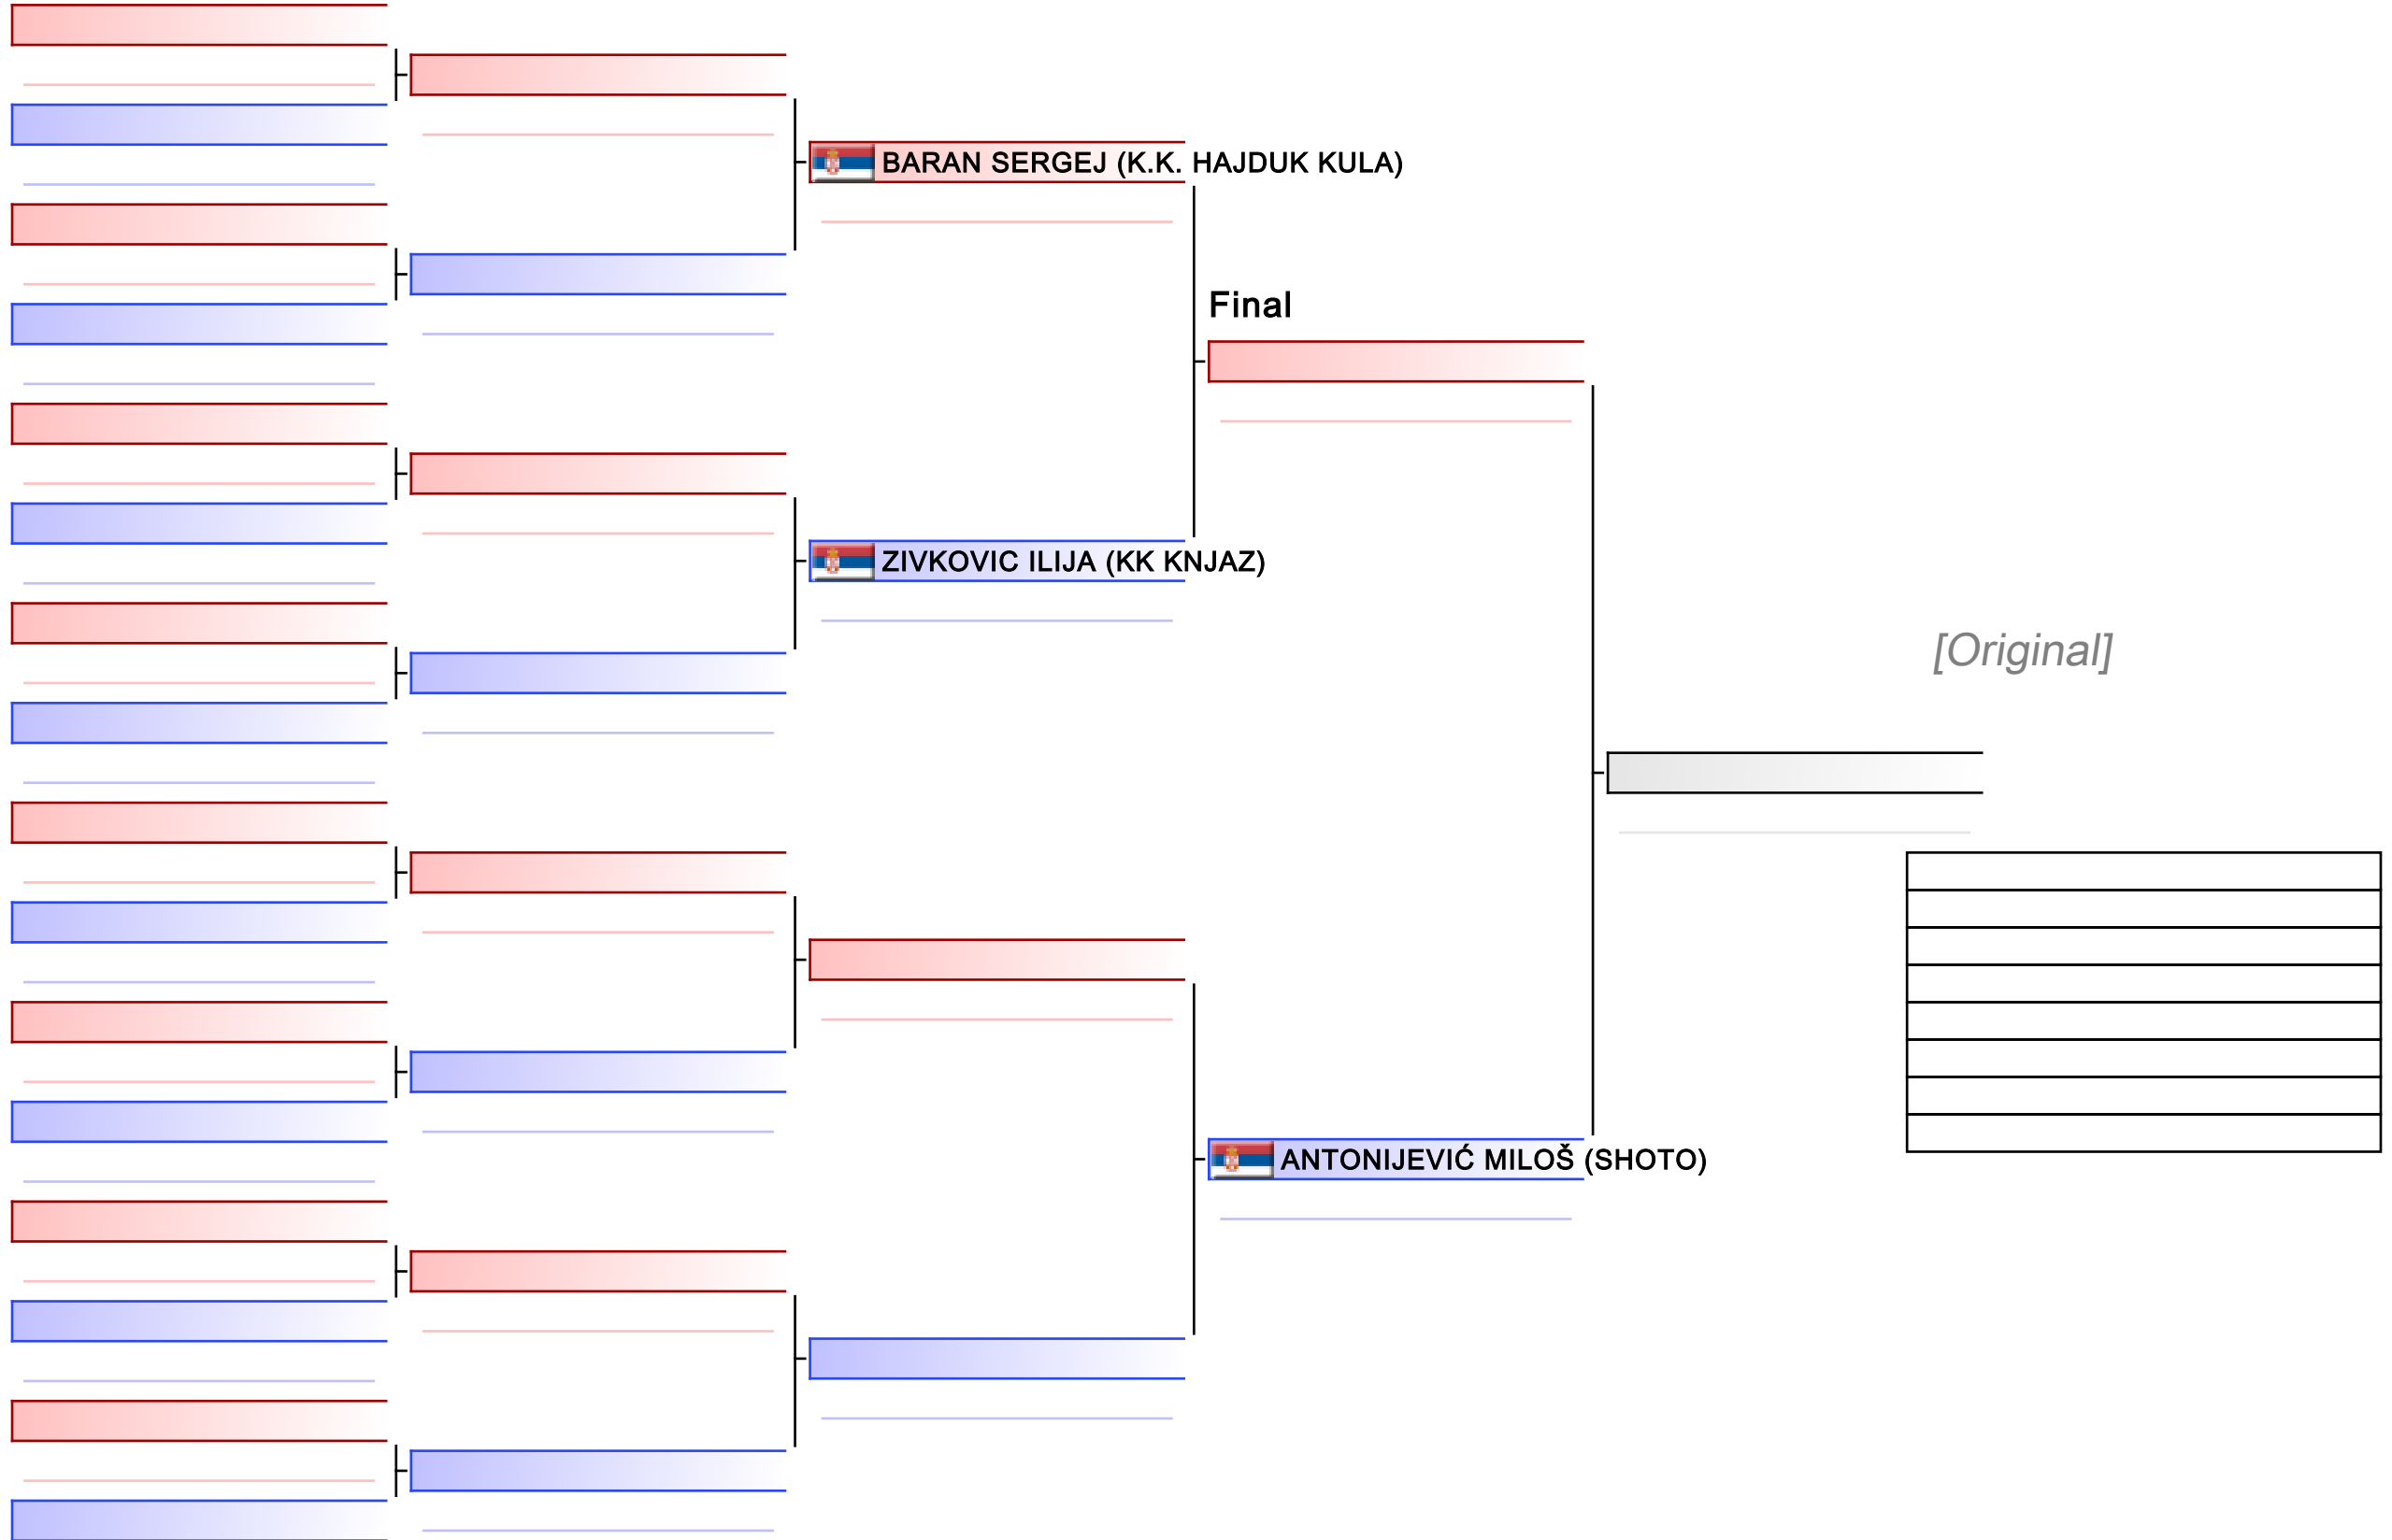 BARAN SERGEJ (K.K. HAJDUK KULA)
Final
ZIVKOVIC ILIJA (KK KNJAZ)
[Original]
ANTONIJEVIĆ MILOŠ (SHOTO)